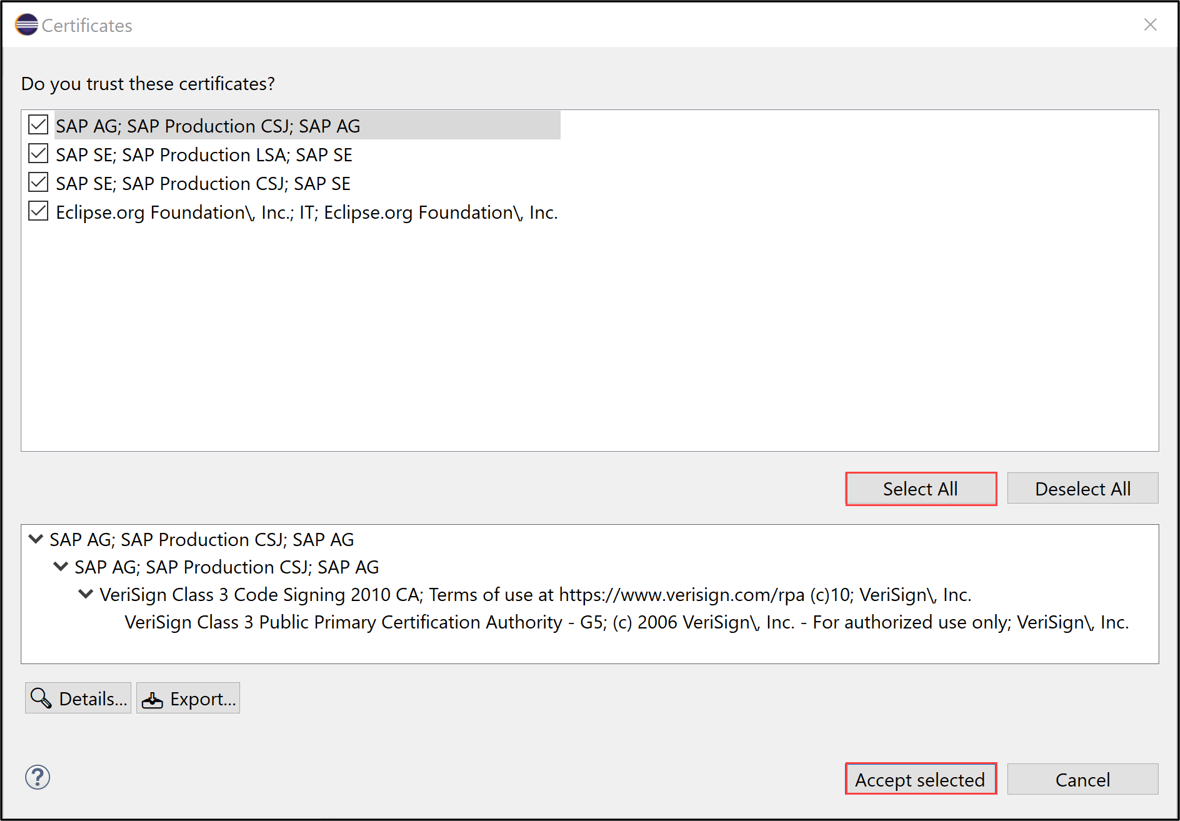 Certificates
Do you trust these certificates?
SAP AG; SAP Production CSJ; SAP AG
SAP SE; SAP Production LSA; SAP SE
SAP SE; SAP Production CSJ; SAP SE
Eclipse.org Foundation\, Inc.; IT; Eclipse.org Foundation\, Inc.
Select All
Deselect All
SAP AG; SAP Production CSJ; SAP AG
SAP AG; SAP Production CSJ; SAP AG
VeriSign Class 3 Code Signing 2010 CA; Terms of use at https://www.verisign.com/rpa (c)10; VeriSign\, Inc.
VeriSign Class 3 Public Primary Certification Authority - G5; (c) 2006 VeriSign\, Inc. - For authorized use only; VeriSign\, Inc.
Details...
Export...
?
Accept selected
Cancel